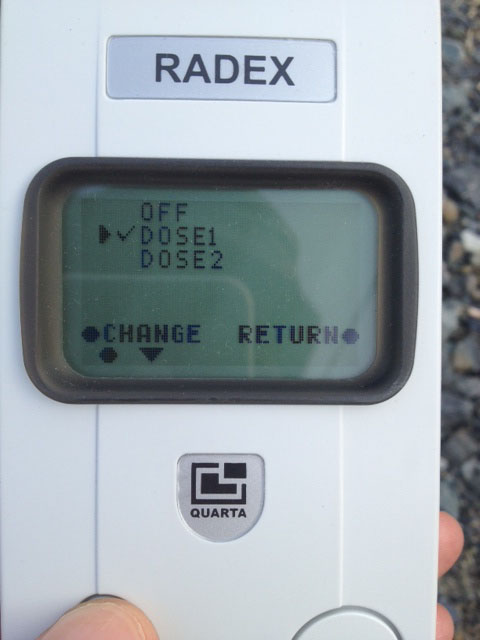 RADEX
OFF
✓DOSE1
DOSE2
CHANGE RETURN
QUARTA